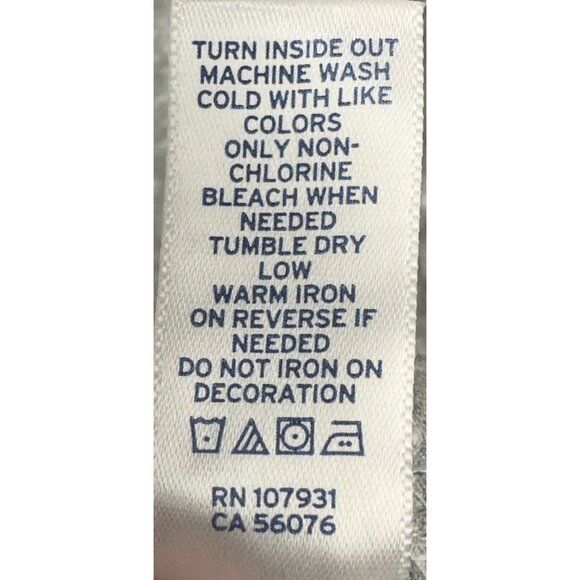 TURN INSIDE OUT
MACHINE WASH
COLD WITH LIKE
COLORS
ONLY NON-
CHLORINE
BLEACH WHEN
NEEDED
TUMBLE DRY
LOW
WARM IRON
ON REVERSE IF
NEEDED
DO NOT IRON ON
DECORATION
RN 107931
CA 56076